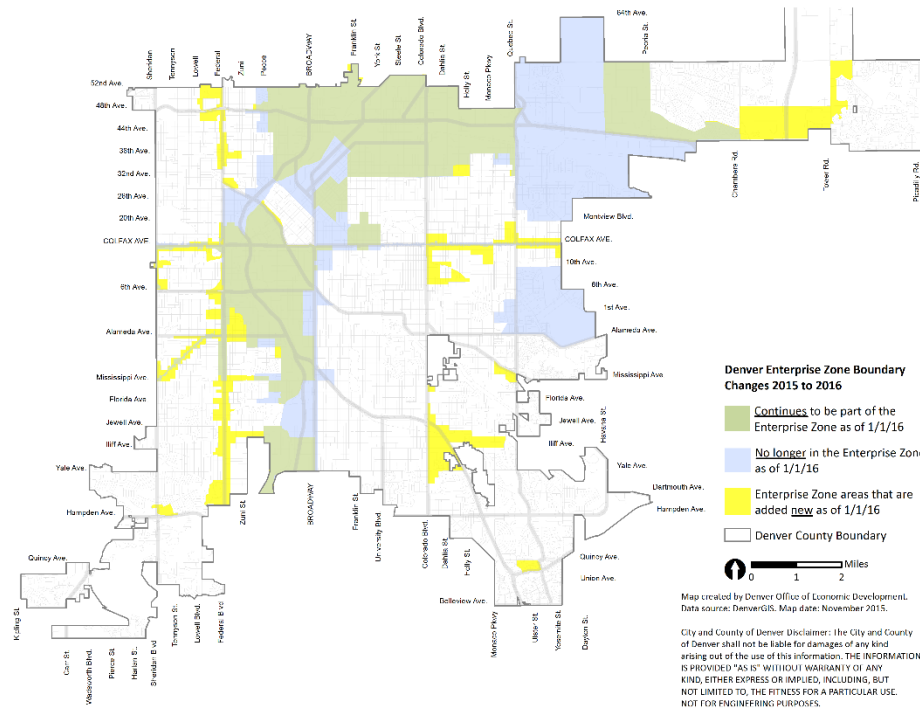 64th Ave.
Sheridan
Tennyson
Lowell
Federal
Zuni
Pecos
BROADWAY
Franklin St.
York St.
Steele St.
Colorado Blvd.
Dahlia St.
Holly St.
Monaco Pkwy
Quebec St.
Peoria St.
52nd Ave.
48th Ave.
44th Ave.
38th Ave.
32nd Ave.
28th Ave.
20th Ave.
COLFAX AVE.
6th Ave.
Alameda Ave.
Mississippi Ave.
Florida Ave
Jewell Ave.
Iliff Ave.
Yale Ave.
Hampden Ave.
Quincy Ave.
Chambers Rd.
Tower Rd.
Picadilly Rd.
Montview Blvd.
COLFAX AVE.
10th Ave.
6th Ave.
1st Ave.
Alameda Ave.
Mississippi Ave
Florida Ave.
Jewell Ave.
Iliff Ave.
Havana St.
Yale Ave.
Dartmouth Ave.
Hampden Ave.
Quincy Ave.
Union Ave.
Belleview Ave.
Zuni St.
BROADWAY
Franklin St.
University Blvd
Colorado Blvd.
Dahlia St.
Holly St.
Monaco Pkwy
Ulster St.
Yosemite St.
Dayton St.
Kipling St.
Carr St.
Wadsworth Blvd.
Pierce St.
Harlan St.
Sheridan Blvd
Tennyson St.
Lowell Blvd.
Federal Blvd
Denver Enterprise Zone Boundary
Changes 2015 to 2016
Continues to be part of the
Enterprise Zone as of 1/1/16
No longer in the Enterprise Zone
as of 1/1/16
Enterprise Zone areas that are
added new as of 1/1/16
Denver County Boundary
Miles
0 1 2
Map created by Denver Office of Economic Development.
Data source: DenverGIS. Map date: November 2015.
City and County of Denver Disclaimer: The City and County
of Denver shall not be liable for damages of any kind
arising out of the use of this information. THE INFORMATION
IS PROVIDED "AS IS" WITHOUT WARRANTY OF ANY
KIND, EITHER EXPRESS OR IMPLIED, INCLUDING, BUT
NOT LIMITED TO, THE FITNESS FOR A PARTICULAR USE.
NOT FOR ENGINEERING PURPOSES.